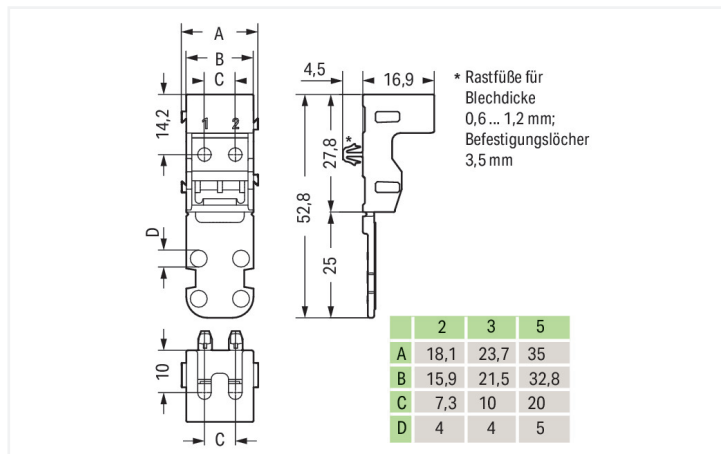 A
B
C
4,5
16,9
* Rastfüße für
Blechdicke
0,6 ... 1,2 mm;
Befestigungslöcher
3,5 mm
14,2
1 2
*
27,8
52,8
D
25
10
C
2 3 5
A 18,1 23,7 35
B 15,9 21,5 32,8
C 7,3 10 20
D 4 4 5